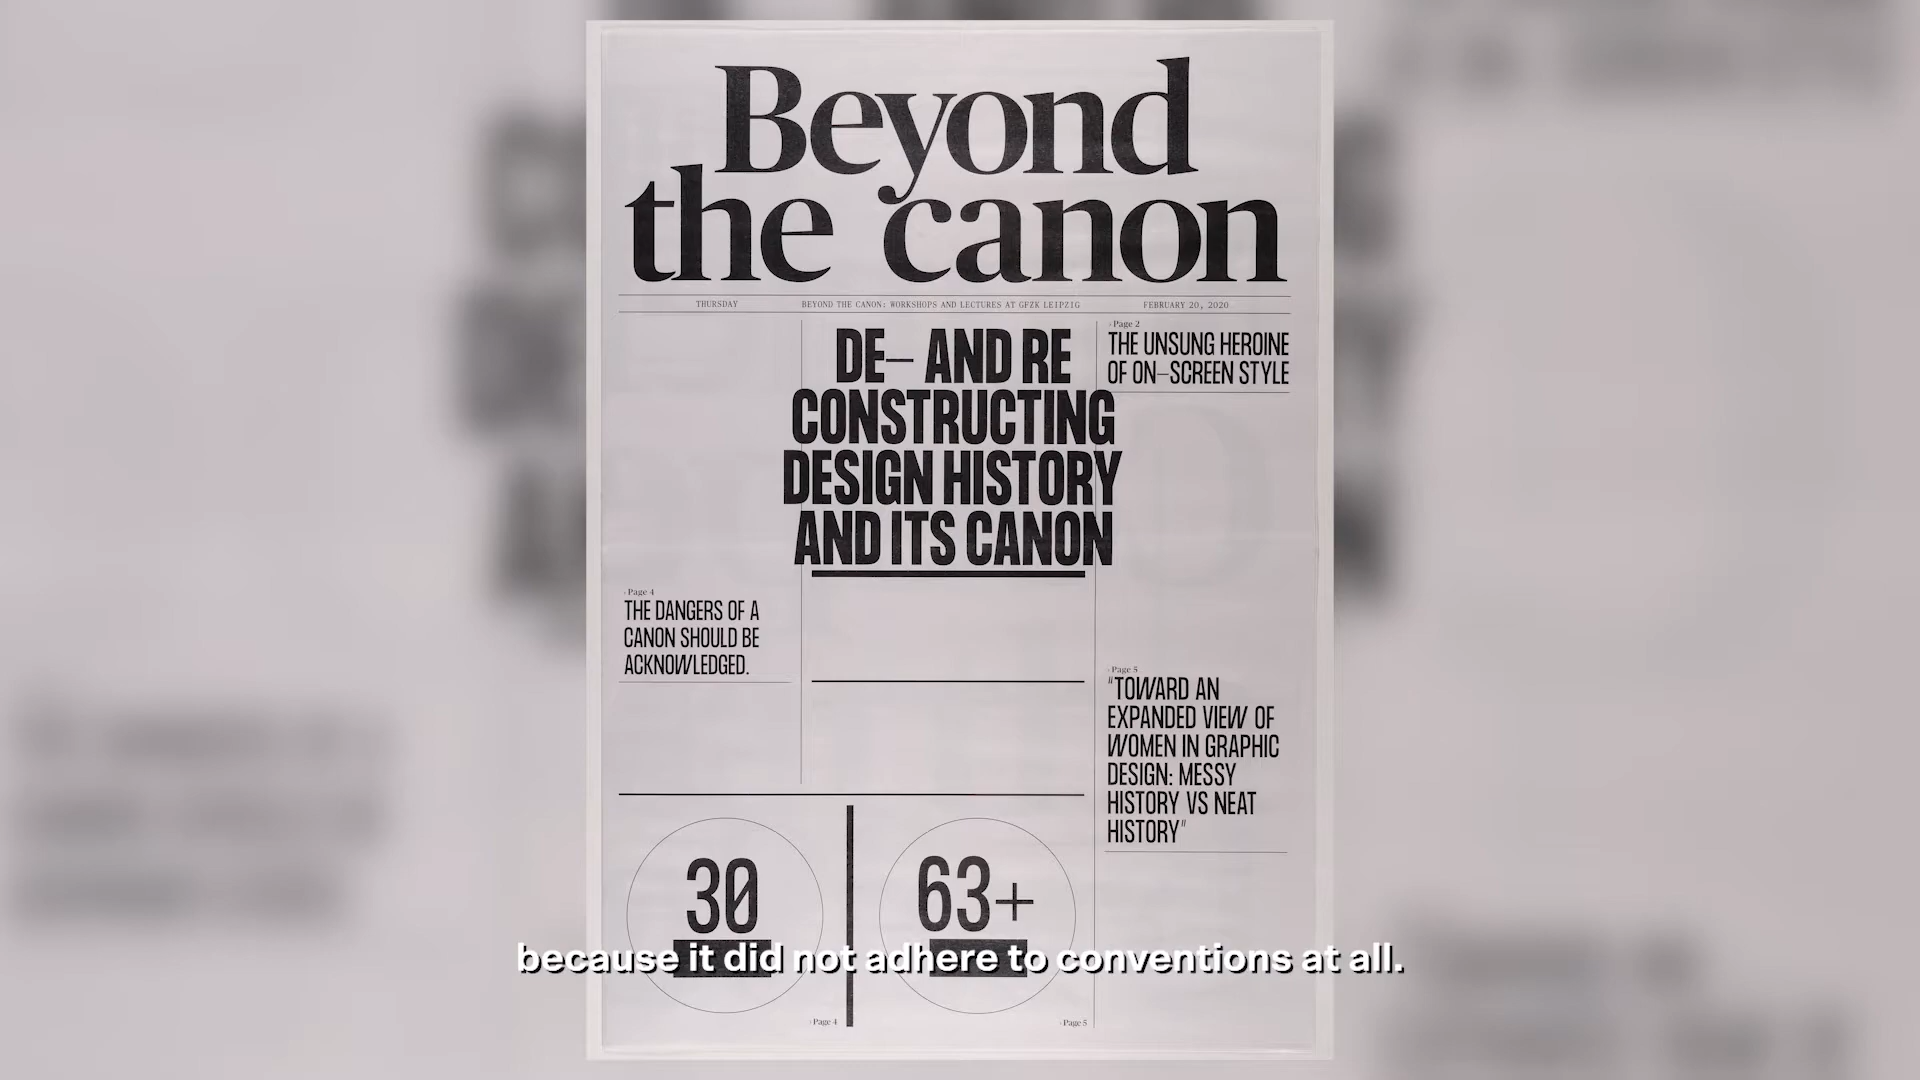 Beyond
the canon
THURSDAY
BEYOND THE CANON: WORKSHOPS AND LECTURES AT GFZK LEIPZIG
FEBRUARY 20, 2020
DE– AND RE
CONSTRUCTING
DESIGN HISTORY
AND ITS CANON
› Page 2
THE UNSUNG HEROINE
OF ON–SCREEN STYLE
› Page 4
THE DANGERS OF A
CANON SHOULD BE
ACKNOWLEDGED.
› Page 5
"TOWARD AN
EXPANDED VIEW OF
WOMEN IN GRAPHIC
DESIGN: MESSY
HISTORY VS NEAT
HISTORY"
30
› Page 4
63+
› Page 5
because it did not adhere to conventions at all.